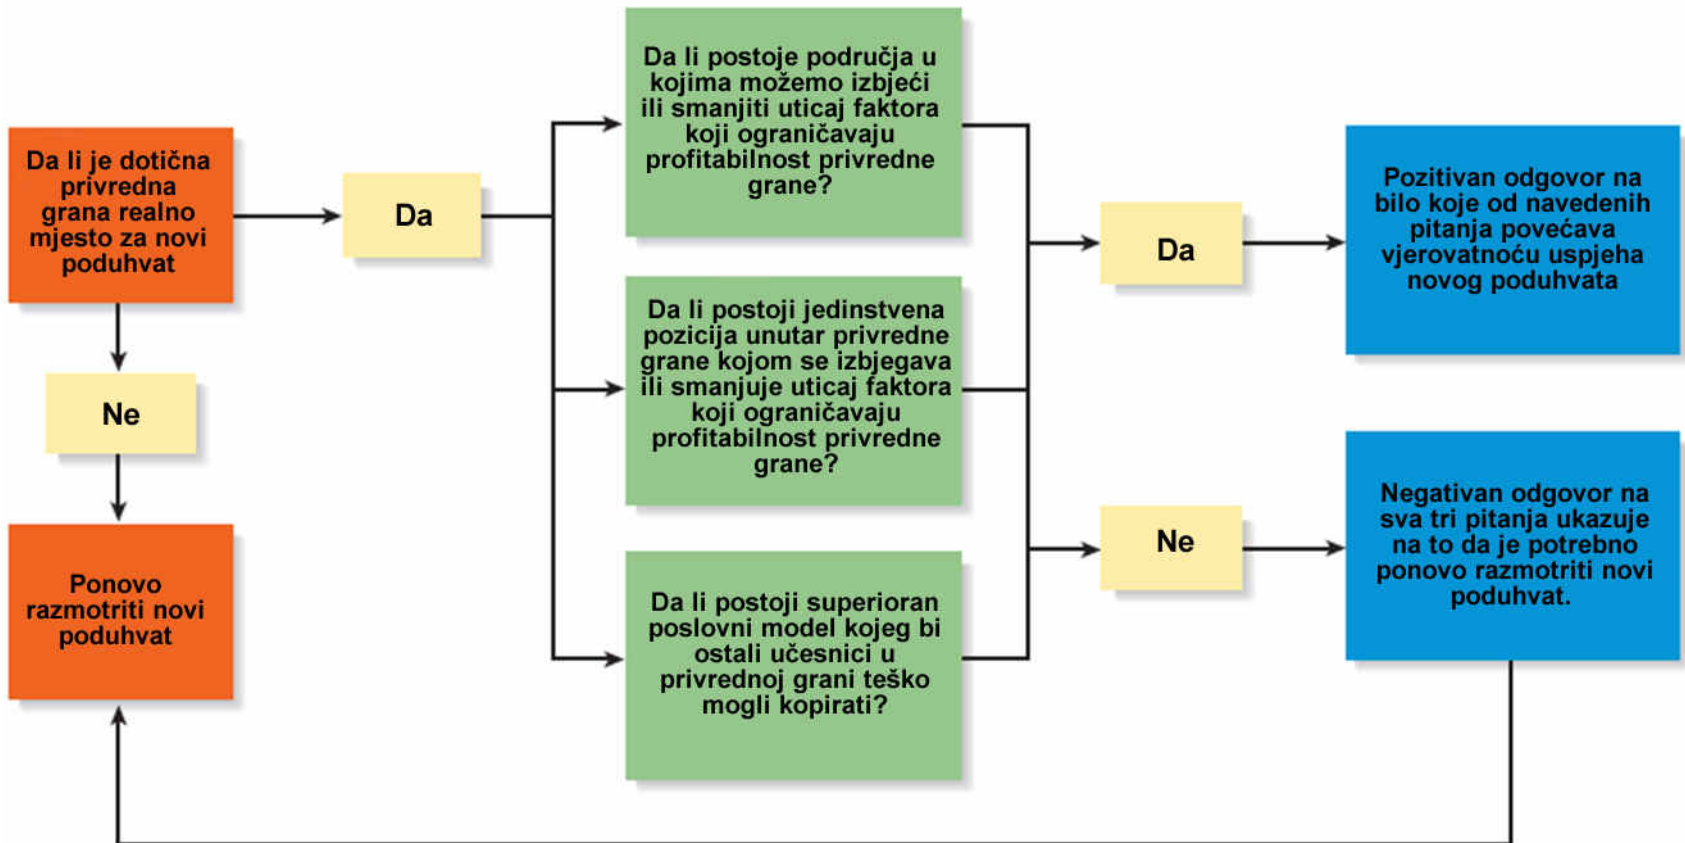 Da li je dotična
privredna
grana realno
mjesto za novi
poduhvat
Da
Ne
Ponovo
razmotriti novi
poduhvat
Da li postoje područja u
kojima možemo izbjeći
ili smanjiti uticaj faktora
koji ograničavaju
profitabilnost privredne
grane?
Da li postoji jedinstvena
pozicija unutar privredne
grane kojom se izbjegava
ili smanjuje uticaj faktora
koji ograničavaju
profitabilnost privredne
grane?
Da li postoji superioran
poslovni model kojeg bi
ostali učesnici u
privrednoj grani teško
mogli kopirati?
Da
Pozitivan odgovor na
bilo koje od navedenih
pitanja povećava
vjerovatnoću uspjeha
novog poduhvata
Ne
Negativan odgovor na
sva tri pitanja ukazuje
na to da je potrebno
ponovo razmotriti novi
poduhvat.